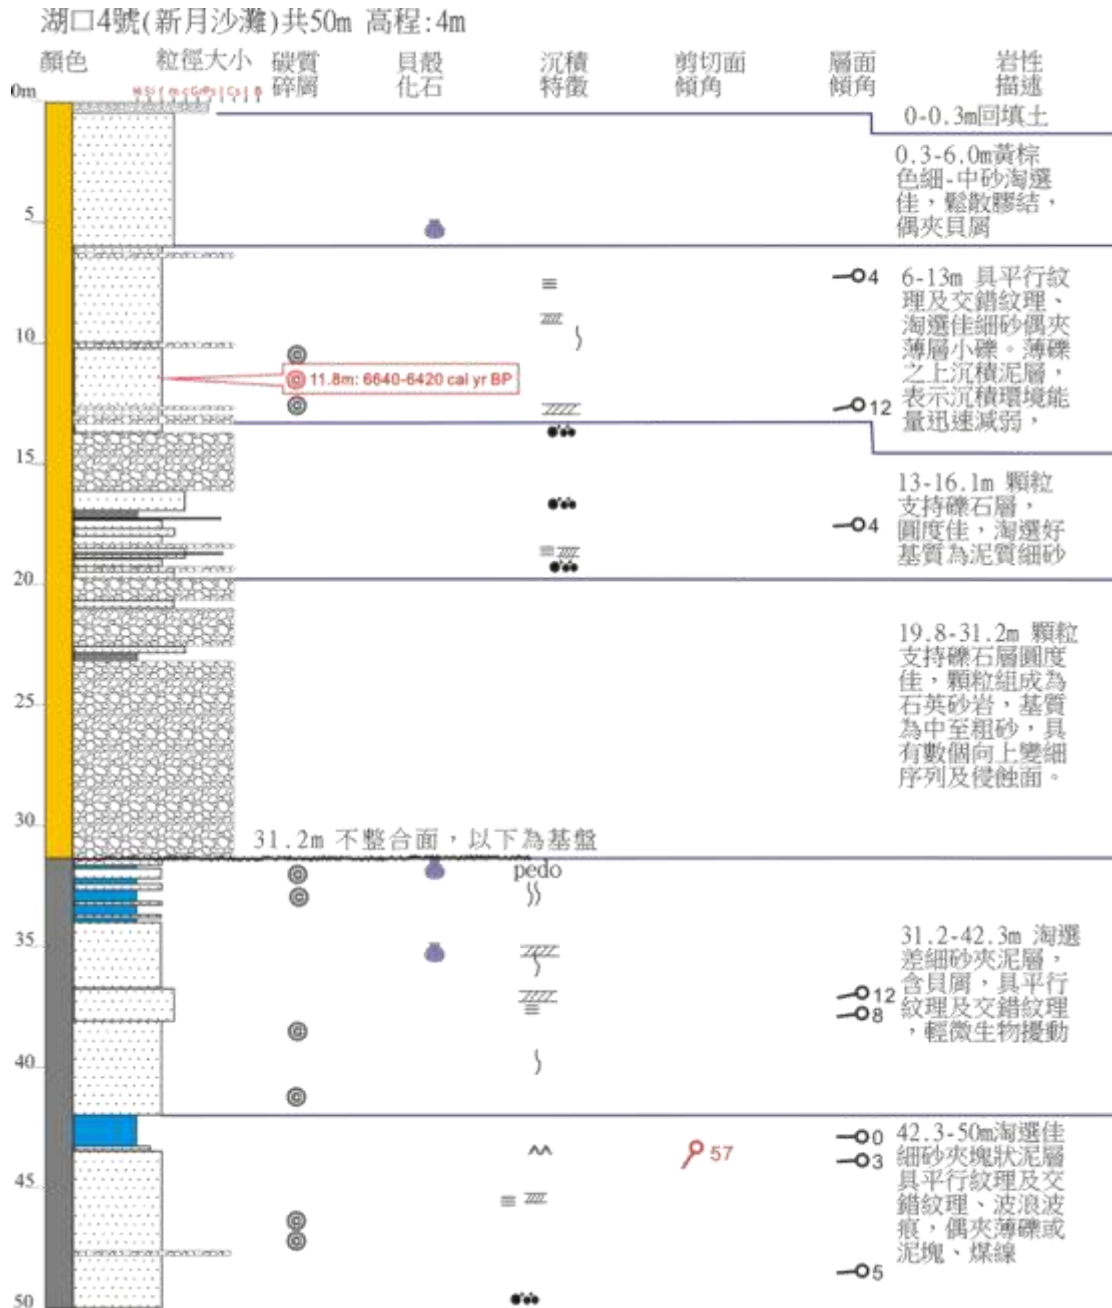 湖口4號(新月沙灘)共50m 高程:4m
顏色 粒徑大小 碳質碎屑 貝殼化石 沉積特徵 剪切面傾角 層面傾角 岩性描述
0m
0-0.3m回填土
0.3-6.0m黃棕
色細-中砂淘選
佳，鬆散膠結，
偶夾貝屑
5
4
6-13m 具平行紋
理及交錯紋理、
淘選佳細砂偶夾
薄層小礫。薄礫
之上沉積泥層，
表示沉積環境能
量迅速減弱，
10
11.8m: 6640-6420 cal yr BP
12
15
13-16.1m 顆粒
支持礫石層，
圓度佳，淘選好
基質為泥質細砂
4
20
19.8-31.2m 顆粒
支持礫石層圓度
佳，顆粒組成為
石英砂岩，基質
為中至粗砂，具
有數個向上變細
序列及侵蝕面。
25
30
31.2m 不整合面，以下為基盤
pedo
35
31.2-42.3m 淘選
差細砂夾泥層，
含貝屑，具平行
紋理及交錯紋理
，輕微生物擾動
12
8
40
0
3
57
42.3-50m淘選佳
細砂夾塊狀泥層
具平行紋理及交
錯紋理、波浪波
痕，偶夾薄礫或
泥塊、煤線
45
5
50